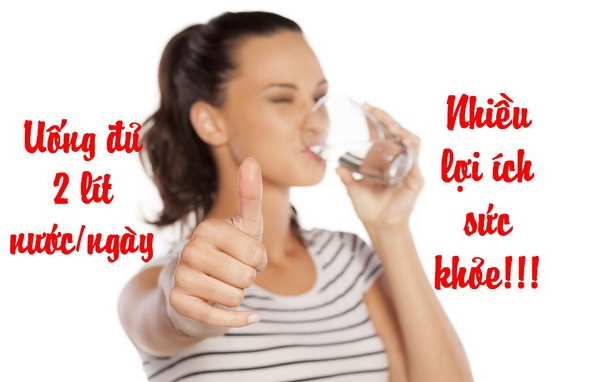 Uống đủ
2 lít
nước/ngày
Nhiều
lợi ích
sức
khỏe!!!